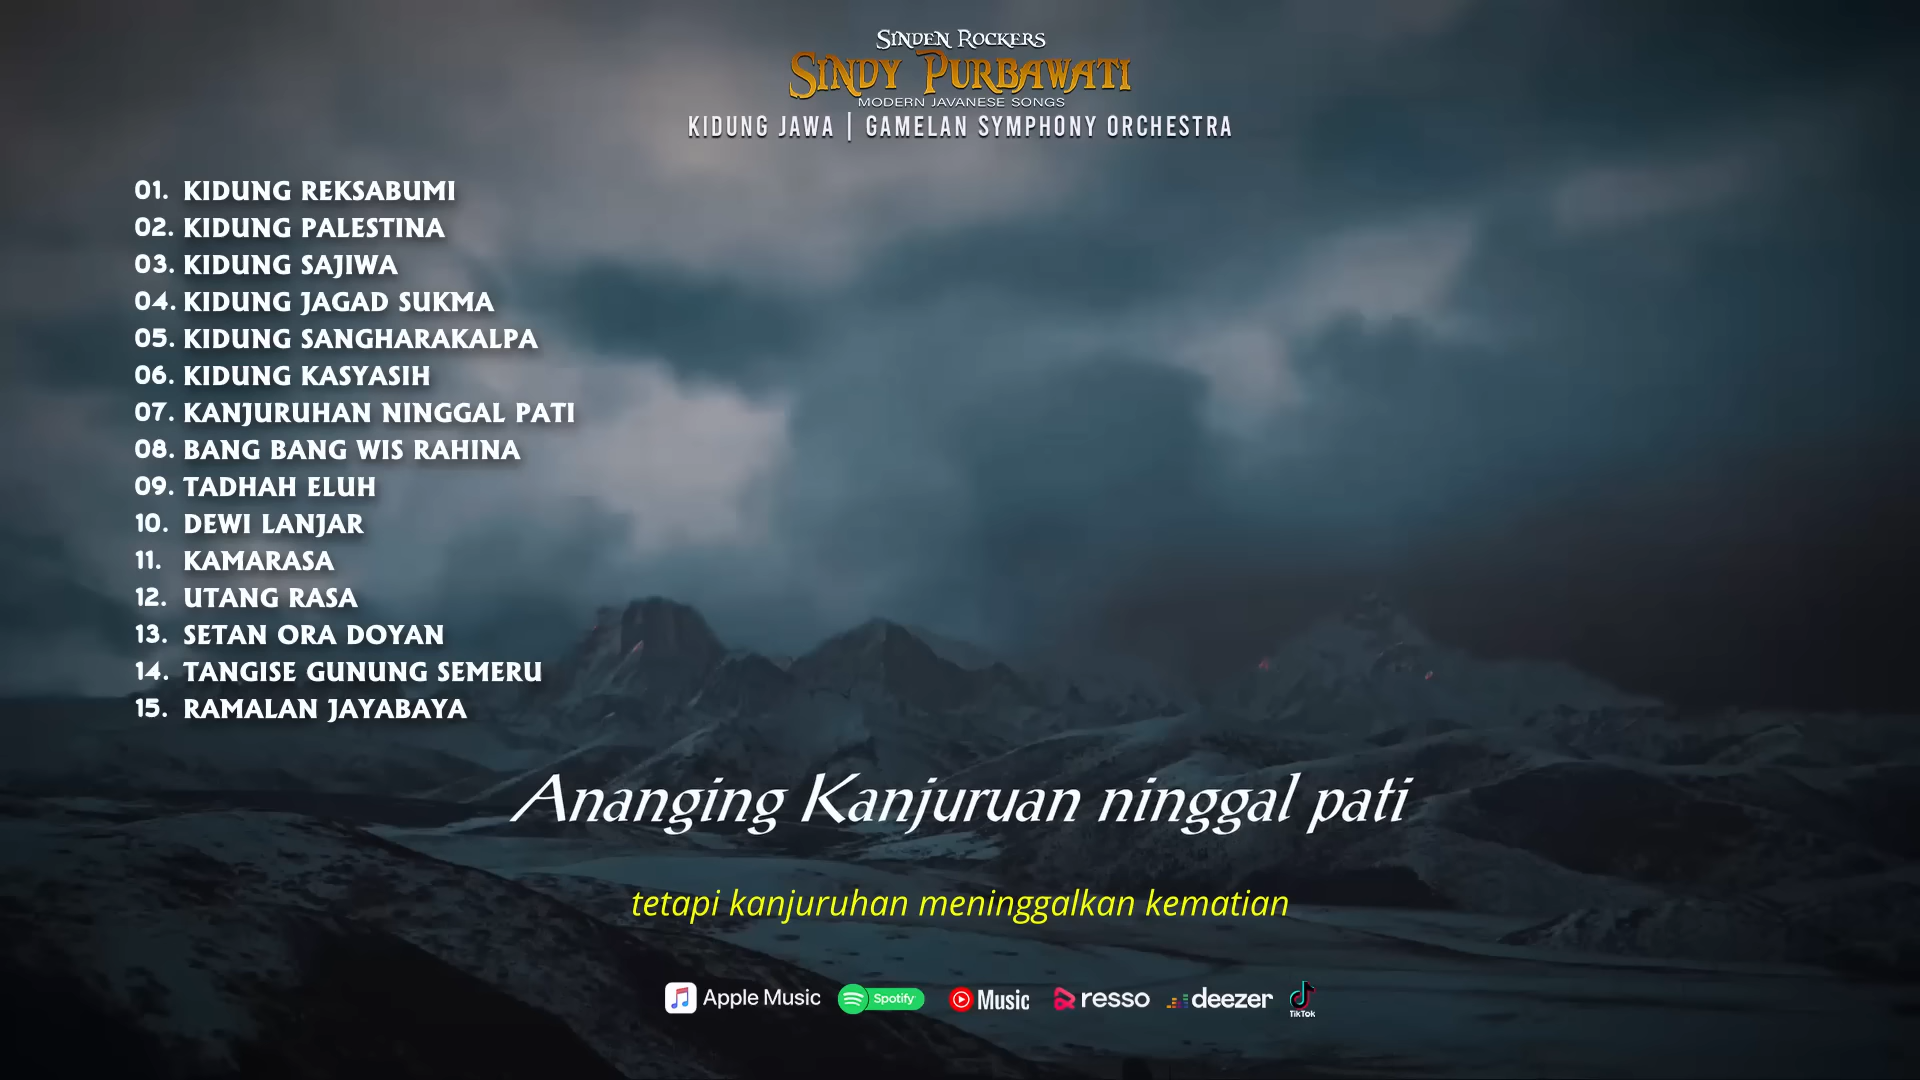 SINDEN ROCKERS
SINDY PURBAWATI
MODERN JAVANESE SONGS
KIDUNG JAWA | GAMELAN SYMPHONY ORCHESTRA
01. KIDUNG REKSABUMI
02. KIDUNG PALESTINA
03. KIDUNG SAJIWA
04. KIDUNG JAGAD SUKMA
05. KIDUNG SANGHARAKALPA
06. KIDUNG KASYASIH
07. KANJURUHAN NINGGAL PATI
08. BANG BANG WIS RAHINA
09. TADHAH ELUH
10. DEWI LANJAR
11. KAMARASA
12. UTANG RASA
13. SETAN ORA DOYAN
14. TANGISE GUNUNG SEMERU
15. RAMALAN JAYABAYA
Ananging Kanjuruan ninggal pati
tetapi kanjuruhan meninggalkan kematian
Apple Music Spotify Music resso deezer TikTok